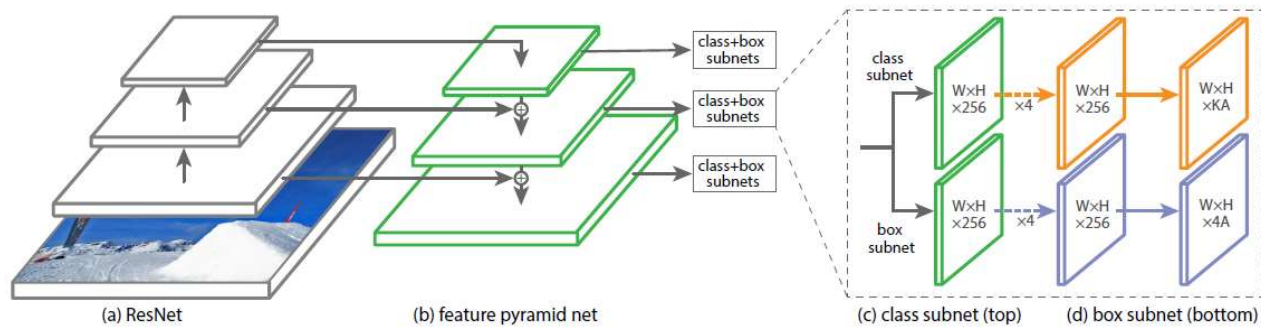 class+box
subnets
class+box
subnets
class+box
subnets
class
subnet
W×H
×256
×4
W×H
×256
W×H
×KA
box
subnet
W×H
×256
×4
W×H
×256
W×H
×4A
(a) ResNet
(b) feature pyramid net
(c) class subnet (top)
(d) box subnet (bottom)